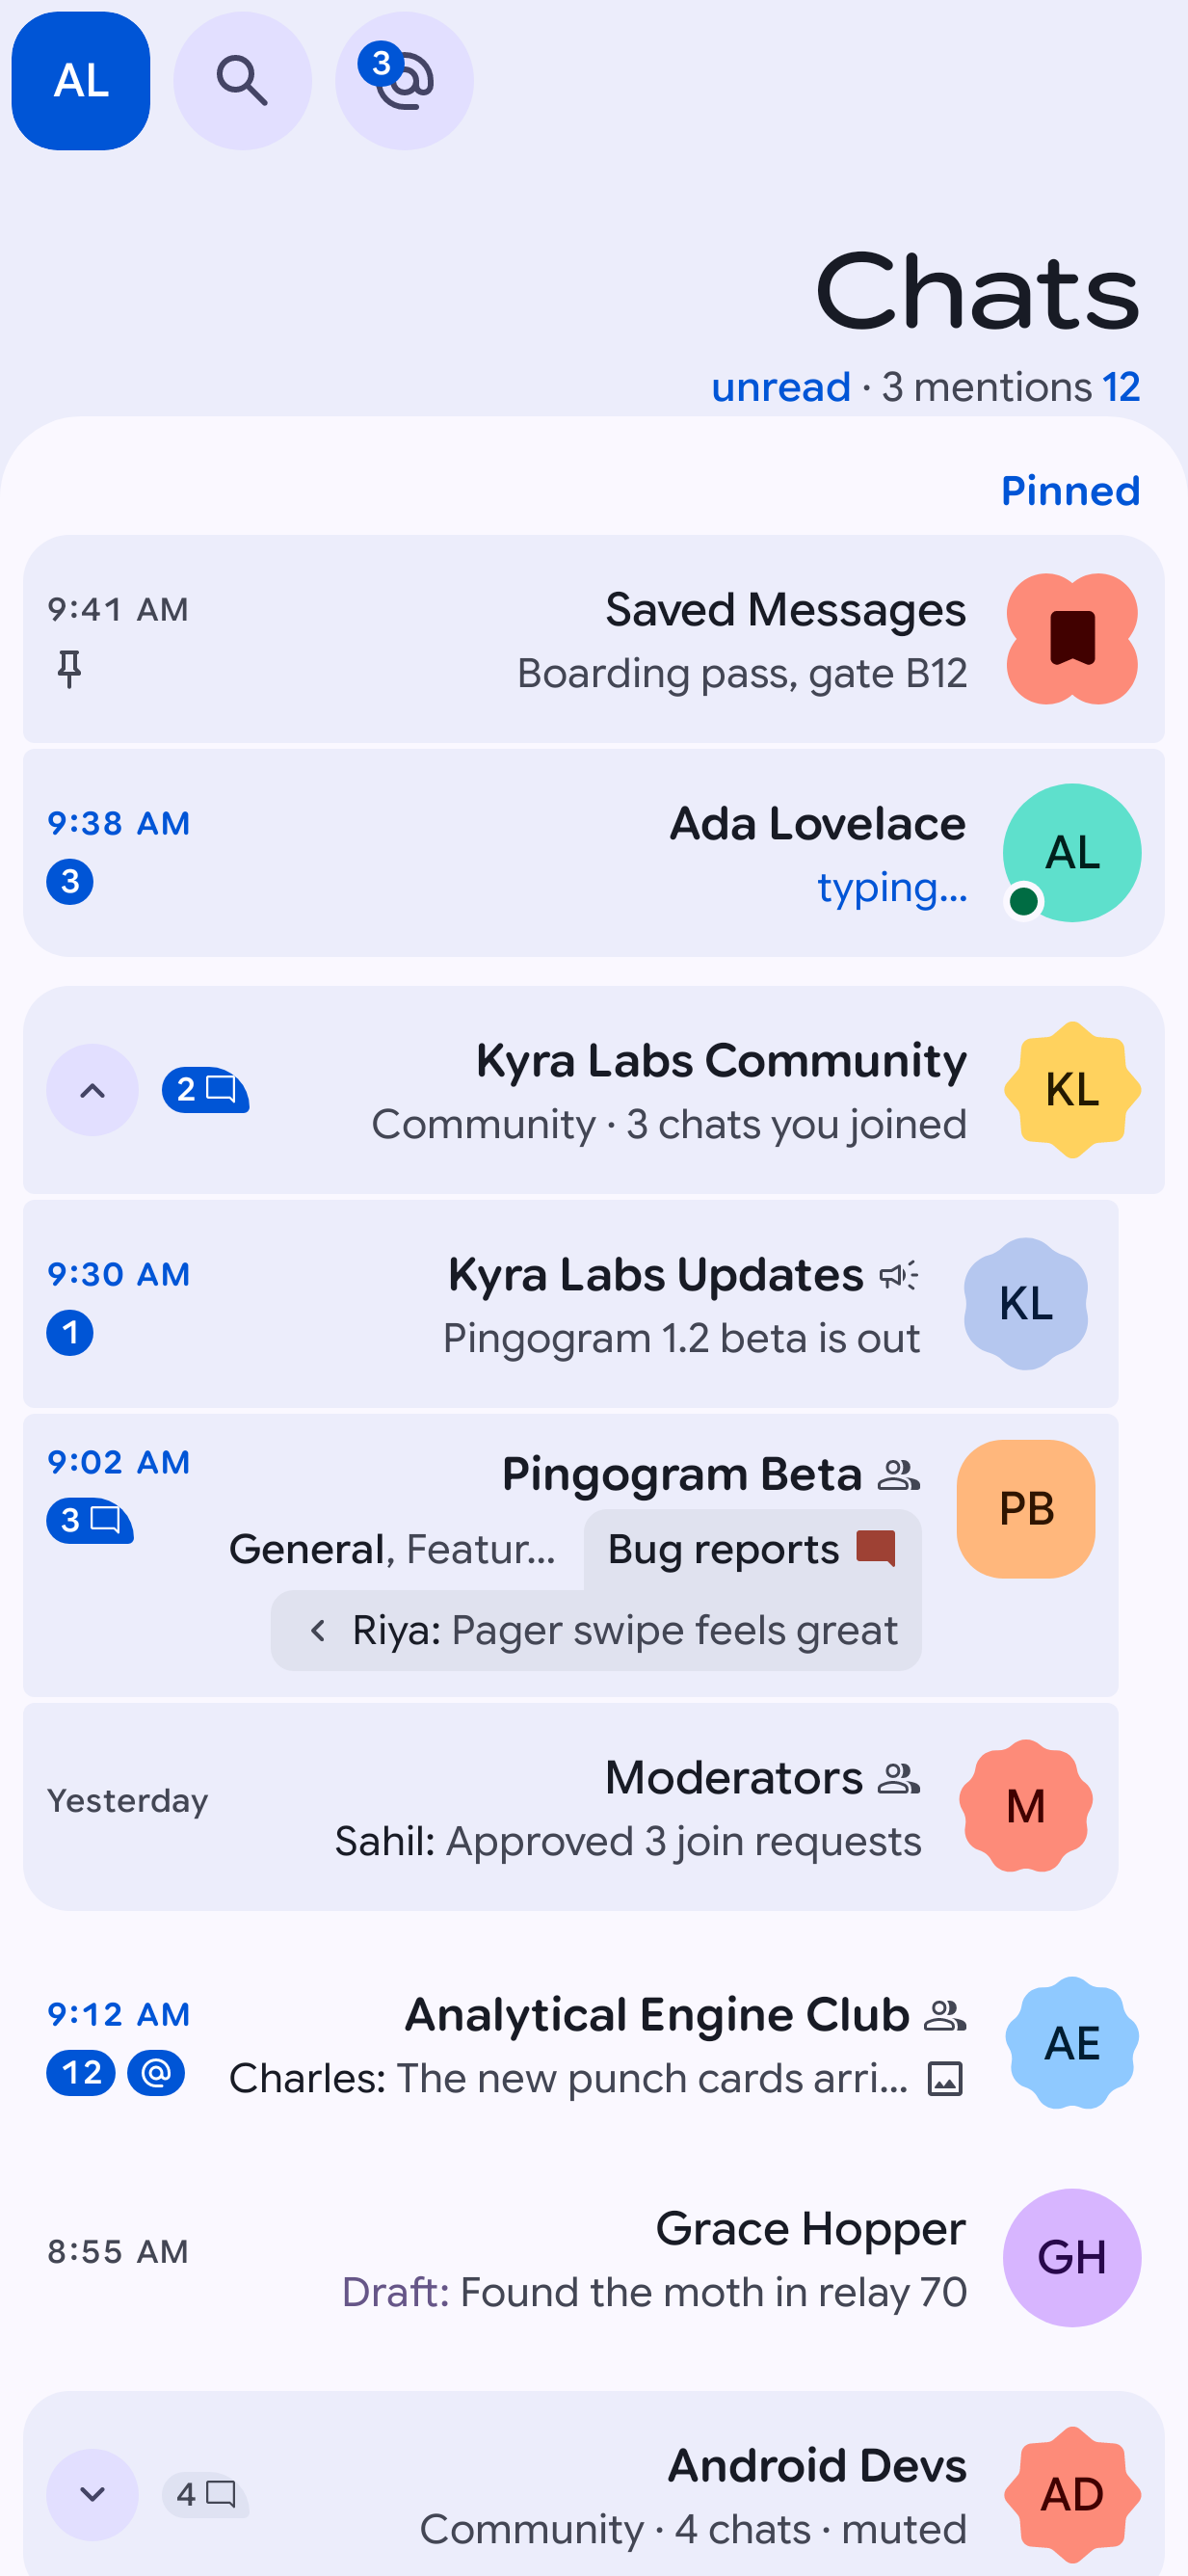 AL
3
Chats
unread · 3 mentions 12
Pinned
Saved Messages
9:41 AM
Boarding pass, gate B12
Ada Lovelace
9:38 AM
AL
typing...
3
Kyra Labs Community
KL
2
Community · 3 chats you joined
Kyra Labs Updates
9:30 AM
KL
Pingogram 1.2 beta is out
1
Pingogram Beta
9:02 AM
PB
3
General, Featur... Bug reports
Riya: Pager swipe feels great
Moderators
Yesterday
M
Sahil: Approved 3 join requests
Analytical Engine Club
9:12 AM
AE
Charles: The new punch cards arri...
12 @
Grace Hopper
8:55 AM
GH
Draft: Found the moth in relay 70
Android Devs
AD
4
Community · 4 chats · muted